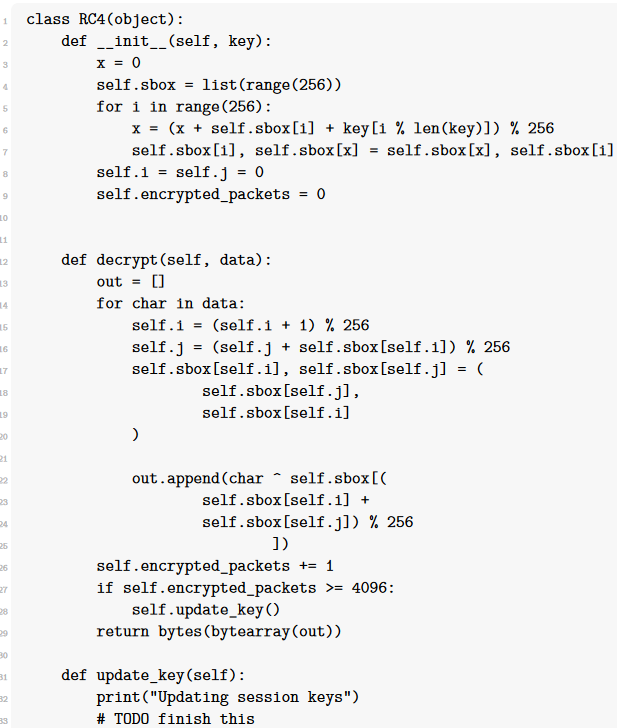 1 class RC4(object):
2     def __init__(self, key):
3         x = 0
4         self.sbox = list(range(256))
5         for i in range(256):
6             x = (x + self.sbox[i] + key[i % len(key)]) % 256
7             self.sbox[i], self.sbox[x] = self.sbox[x], self.sbox[i]
8         self.i = self.j = 0
9         self.encrypted_packets = 0
10
11
12     def decrypt(self, data):
13         out = []
14         for char in data:
15             self.i = (self.i + 1) % 256
16             self.j = (self.j + self.sbox[self.i]) % 256
17             self.sbox[self.i], self.sbox[self.j] = (
18                     self.sbox[self.j],
19                     self.sbox[self.i]
20             )
21
22             out.append(char ^ self.sbox[(
23                     self.sbox[self.i] +
24                     self.sbox[self.j]) % 256
25                             ])
26         self.encrypted_packets += 1
27         if self.encrypted_packets >= 4096:
28             self.update_key()
29         return bytes(bytearray(out))
30
31     def update_key(self):
32         print("Updating session keys")
33         # TODO finish this